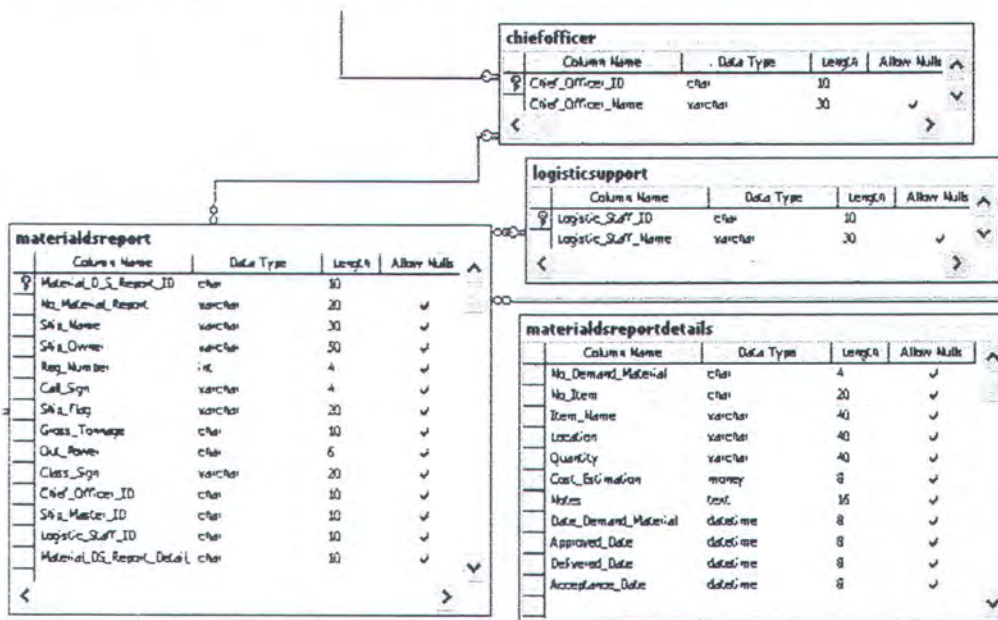 chiefofficer
Column Name Data Type Length Allow Nulls
Chief_Officer_ID char 10
Chief_Officer_Name varchar 30
logisticsupport
Column Name Data Type Length Allow Nulls
Logistic_Staff_ID char 10
Logistic_Staff_Name varchar 30
materialdsreport
Column Name Data Type Length Allow Nulls
Material_D_S_Report_ID char 10
No_Material_Report varchar 20
Ship_Name varchar 30
Ship_Owner varchar 50
Reg_Number int 4
Call_Sign varchar 4
Ship_Flag varchar 20
Gross_Tonnage char 10
Out_Power char 6
Class_Sign varchar 20
Chief_Officer_ID char 10
Ship_Master_ID char 10
Logistic_Staff_ID char 10
Material_DS_Report_Detail char 10
materialdsreportdetails
Column Name Data Type Length Allow Nulls
No_Demand_Material char 4
No_Item char 20
Item_Name varchar 40
Location varchar 40
Quantity varchar 40
Cost_Estimation money 8
Notes text 16
Date_Demand_Material datetime 8
Approved_Date datetime 8
Delivered_Date datetime 8
Acceptance_Date datetime 8